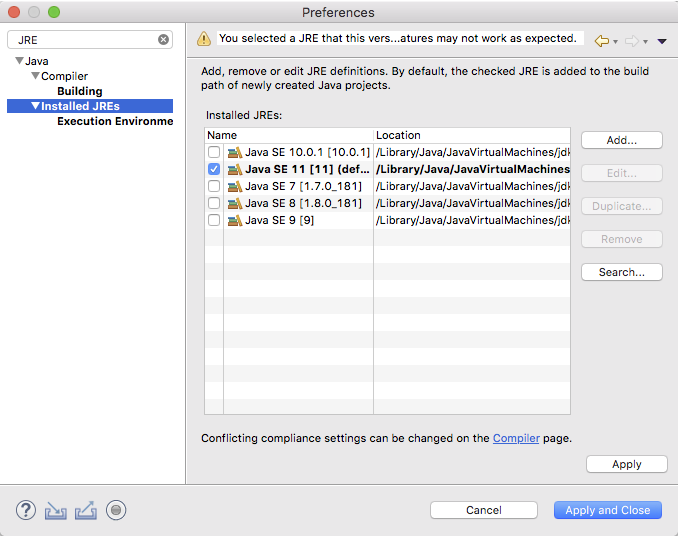 Preferences
JRE
You selected a JRE that this vers...atures may not work as expected.
Java
Compiler
Building
Installed JREs
Execution Environme
Add, remove or edit JRE definitions. By default, the checked JRE is added to the build
path of newly created Java projects.
Installed JREs:
Name Location
Java SE 10.0.1 [10.0.1] /Library/Java/JavaVirtualMachines/jdk
Java SE 11 [11] (def... /Library/Java/JavaVirtualMachines
Java SE 7 [1.7.0_181] /Library/Java/JavaVirtualMachines/jdk
Java SE 8 [1.8.0_181] /Library/Java/JavaVirtualMachines/jdk
Java SE 9 [9] /Library/Java/JavaVirtualMachines/jdk
Add...
Edit...
Duplicate...
Remove
Search...
Conflicting compliance settings can be changed on the Compiler page.
Apply
?
Cancel
Apply and Close